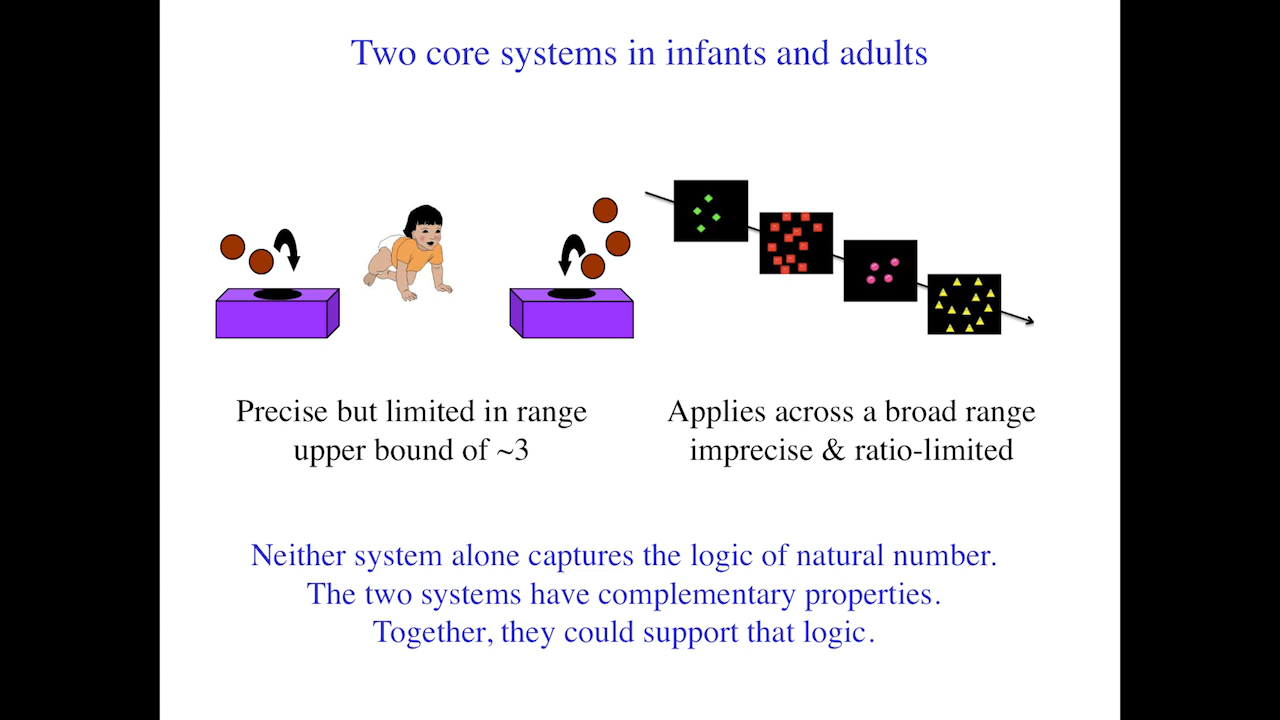 Two core systems in infants and adults
Precise but limited in range
upper bound of ~3
Applies across a broad range
imprecise & ratio-limited
Neither system alone captures the logic of natural number.
The two systems have complementary properties.
Together, they could support that logic.